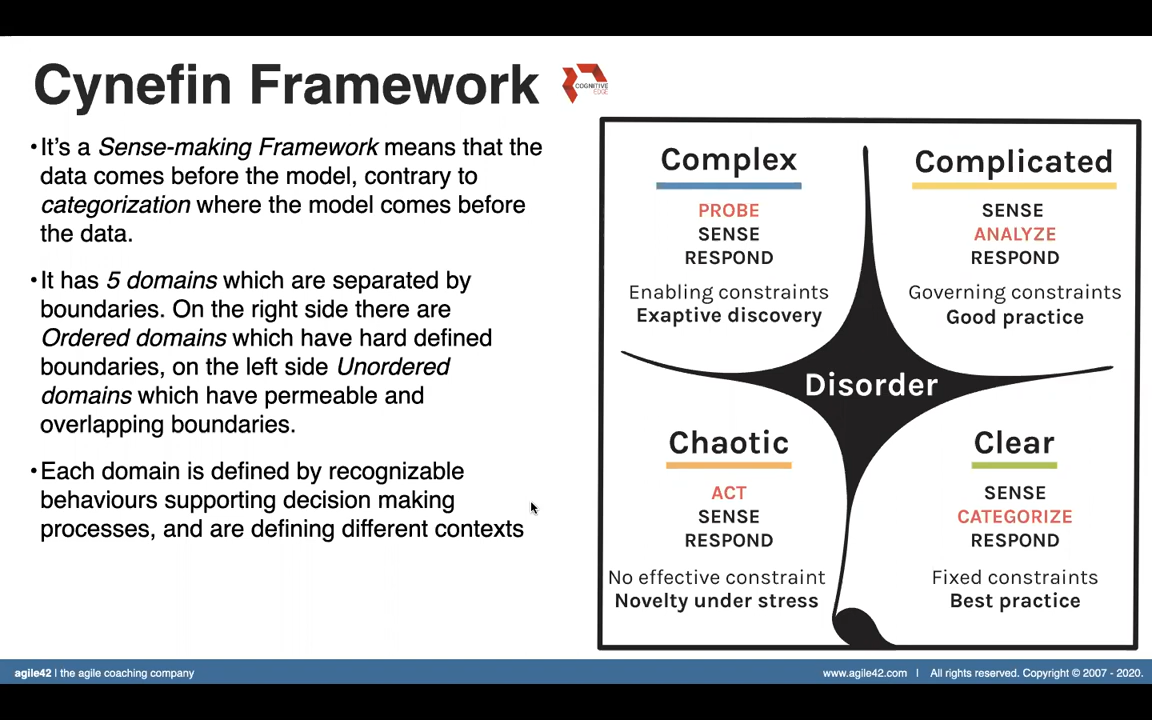 Cynefin Framework
COGNITIVE
EDGE
•It’s a Sense-making Framework means that the
data comes before the model, contrary to
categorization where the model comes before
the data.
•It has 5 domains which are separated by
boundaries. On the right side there are
Ordered domains which have hard defined
boundaries, on the left side Unordered
domains which have permeable and
overlapping boundaries.
•Each domain is defined by recognizable
behaviours supporting decision making
processes, and are defining different contexts
Complex
PROBE
SENSE
RESPOND
Enabling constraints
Exaptive discovery
Complicated
SENSE
ANALYZE
RESPOND
Governing constraints
Good practice
Disorder
Chaotic
ACT
SENSE
RESPOND
No effective constraint
Novelty under stress
Clear
SENSE
CATEGORIZE
RESPOND
Fixed constraints
Best practice
agile42 | the agile coaching company
www.agile42.com | All rights reserved. Copyright © 2007 - 2020.